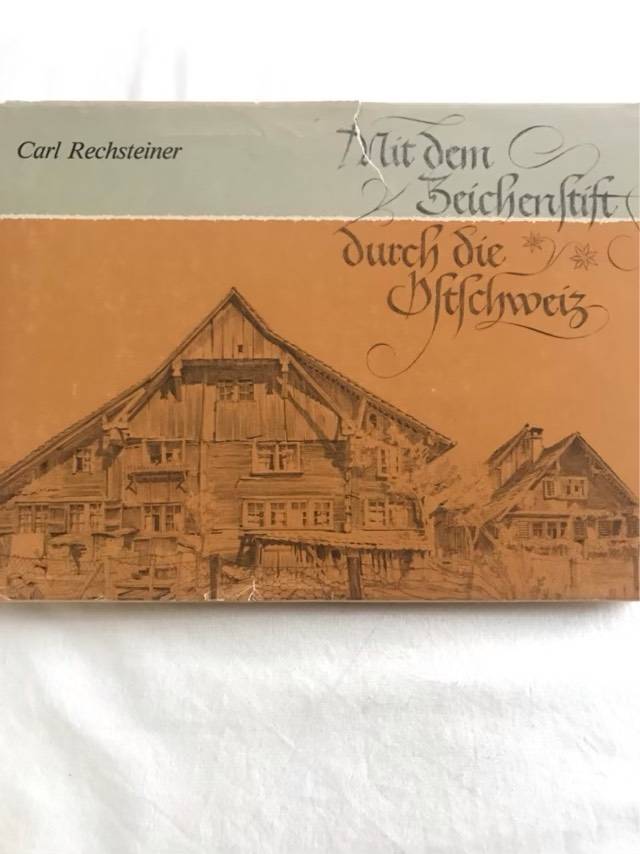 Carl Rechsteiner
Mit dem
Zeichenstift
durch die
Ostschweiz